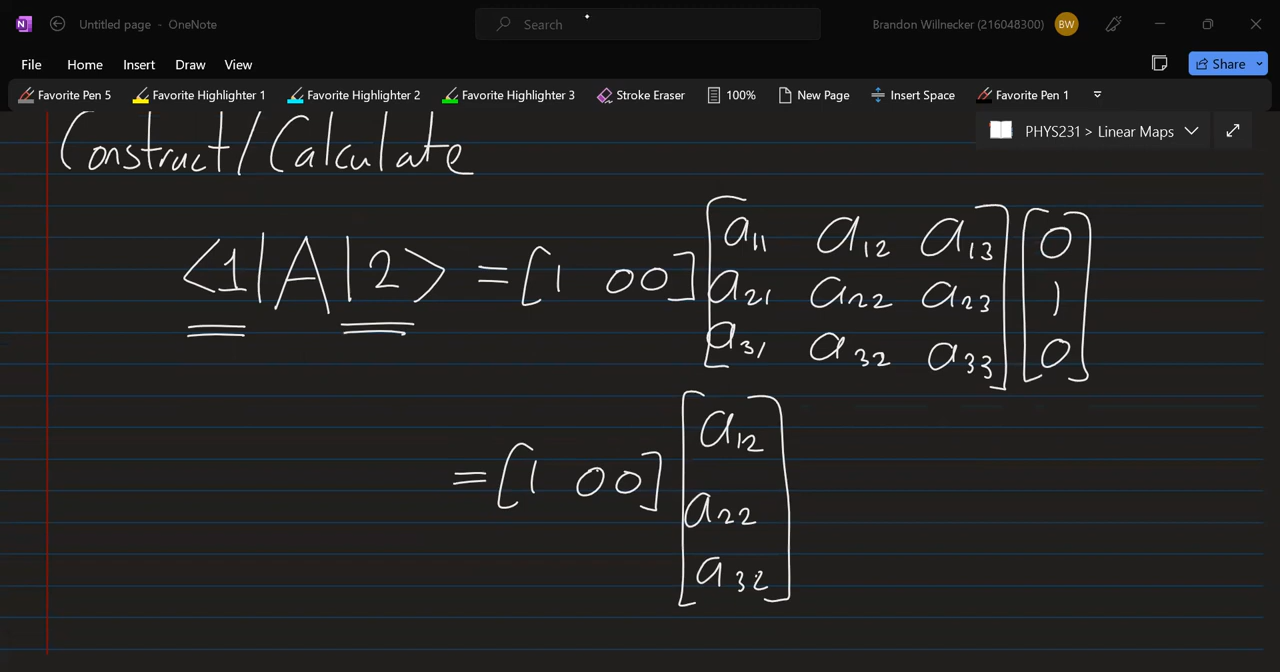 Untitled page - OneNote
Search
Brandon Willnecker (216048300) BW
File Home Insert Draw View Share
Favorite Pen 5 Favorite Highlighter 1 Favorite Highlighter 2 Favorite Highlighter 3 Stroke Eraser 100% New Page Insert Space Favorite Pen 1
PHYS231 > Linear Maps
Construct/Calculate
<1|A|2> = [1 0 0] [a11 a12 a13
a21 a22 a23
a31 a32 a33] [0
1
0]
= [1 0 0] [a12
a22
a32]